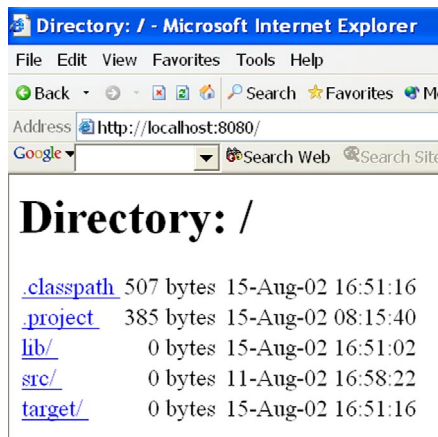 Directory: / - Microsoft Internet Explorer
File Edit View Favorites Tools Help
Back Search Favorites
Address http://localhost:8080/
Google Search Web Search Site
Directory: /
.classpath 507 bytes 15-Aug-02 16:51:16
.project 385 bytes 15-Aug-02 08:15:40
lib/ 0 bytes 15-Aug-02 16:51:02
src/ 0 bytes 11-Aug-02 16:58:22
target/ 0 bytes 15-Aug-02 16:51:16